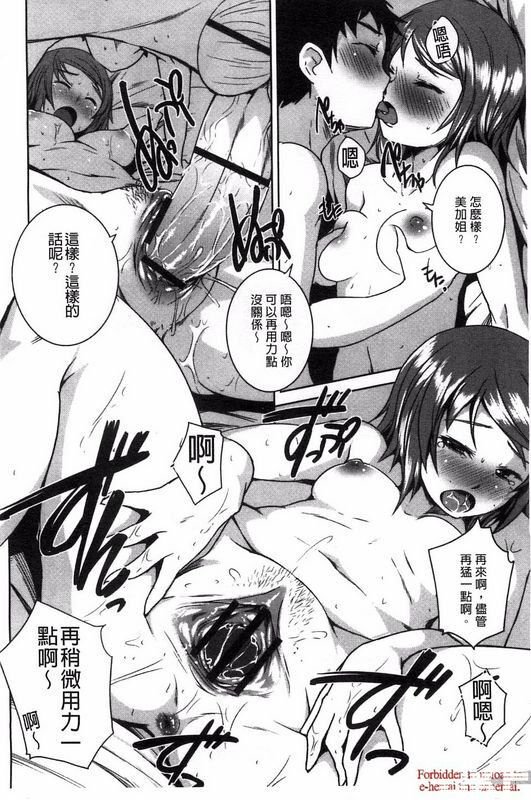 嗯唔
嗯
怎麼樣？
美加姐？
唔嗯～嗯～你
可以再用力點
沒關係～
這樣？這樣的
話呢？
再來啊，儘管
再猛一點啊。
啊
～
啊嗯
～
再稍微用力一
點啊～
啊～
Forbidden